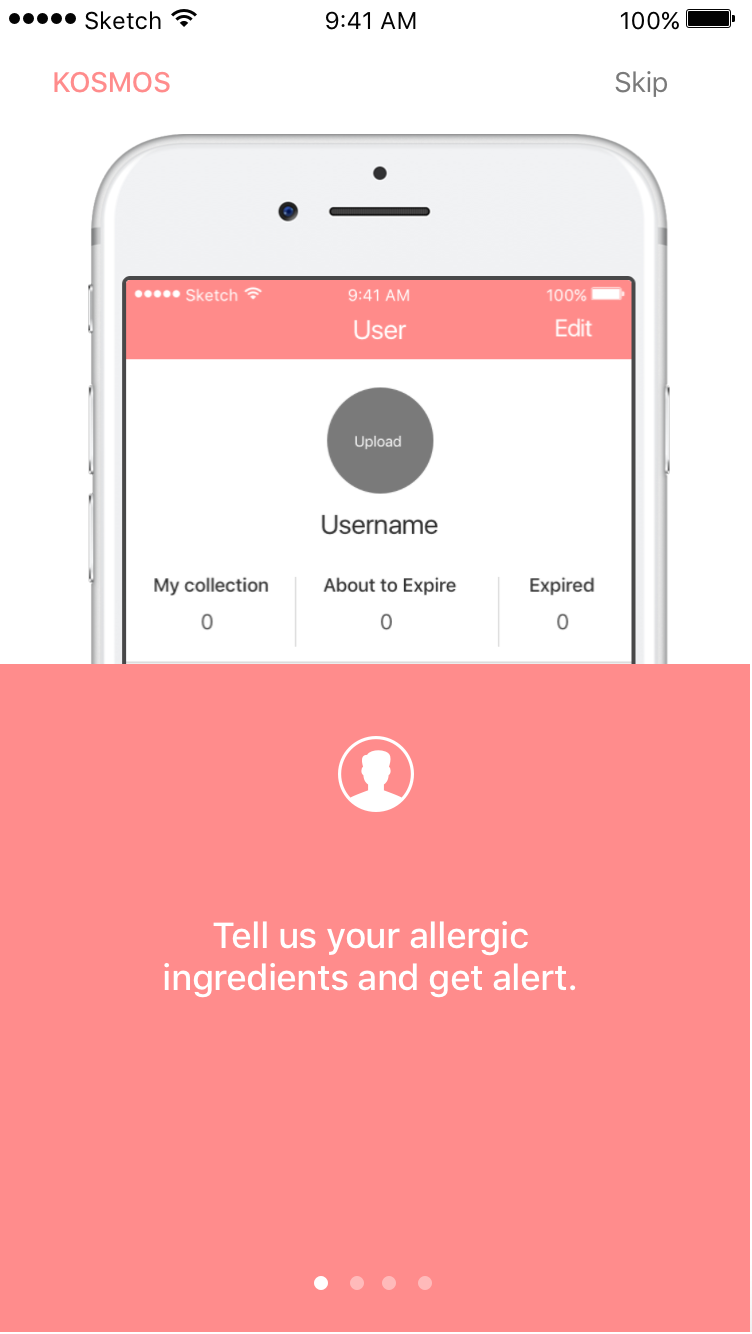 Sketch 9:41 AM 100%
KOSMOS Skip
Sketch 9:41 AM 100%
User Edit
Upload
Username
My collection About to Expire Expired
0 0 0
Tell us your allergic
ingredients and get alert.